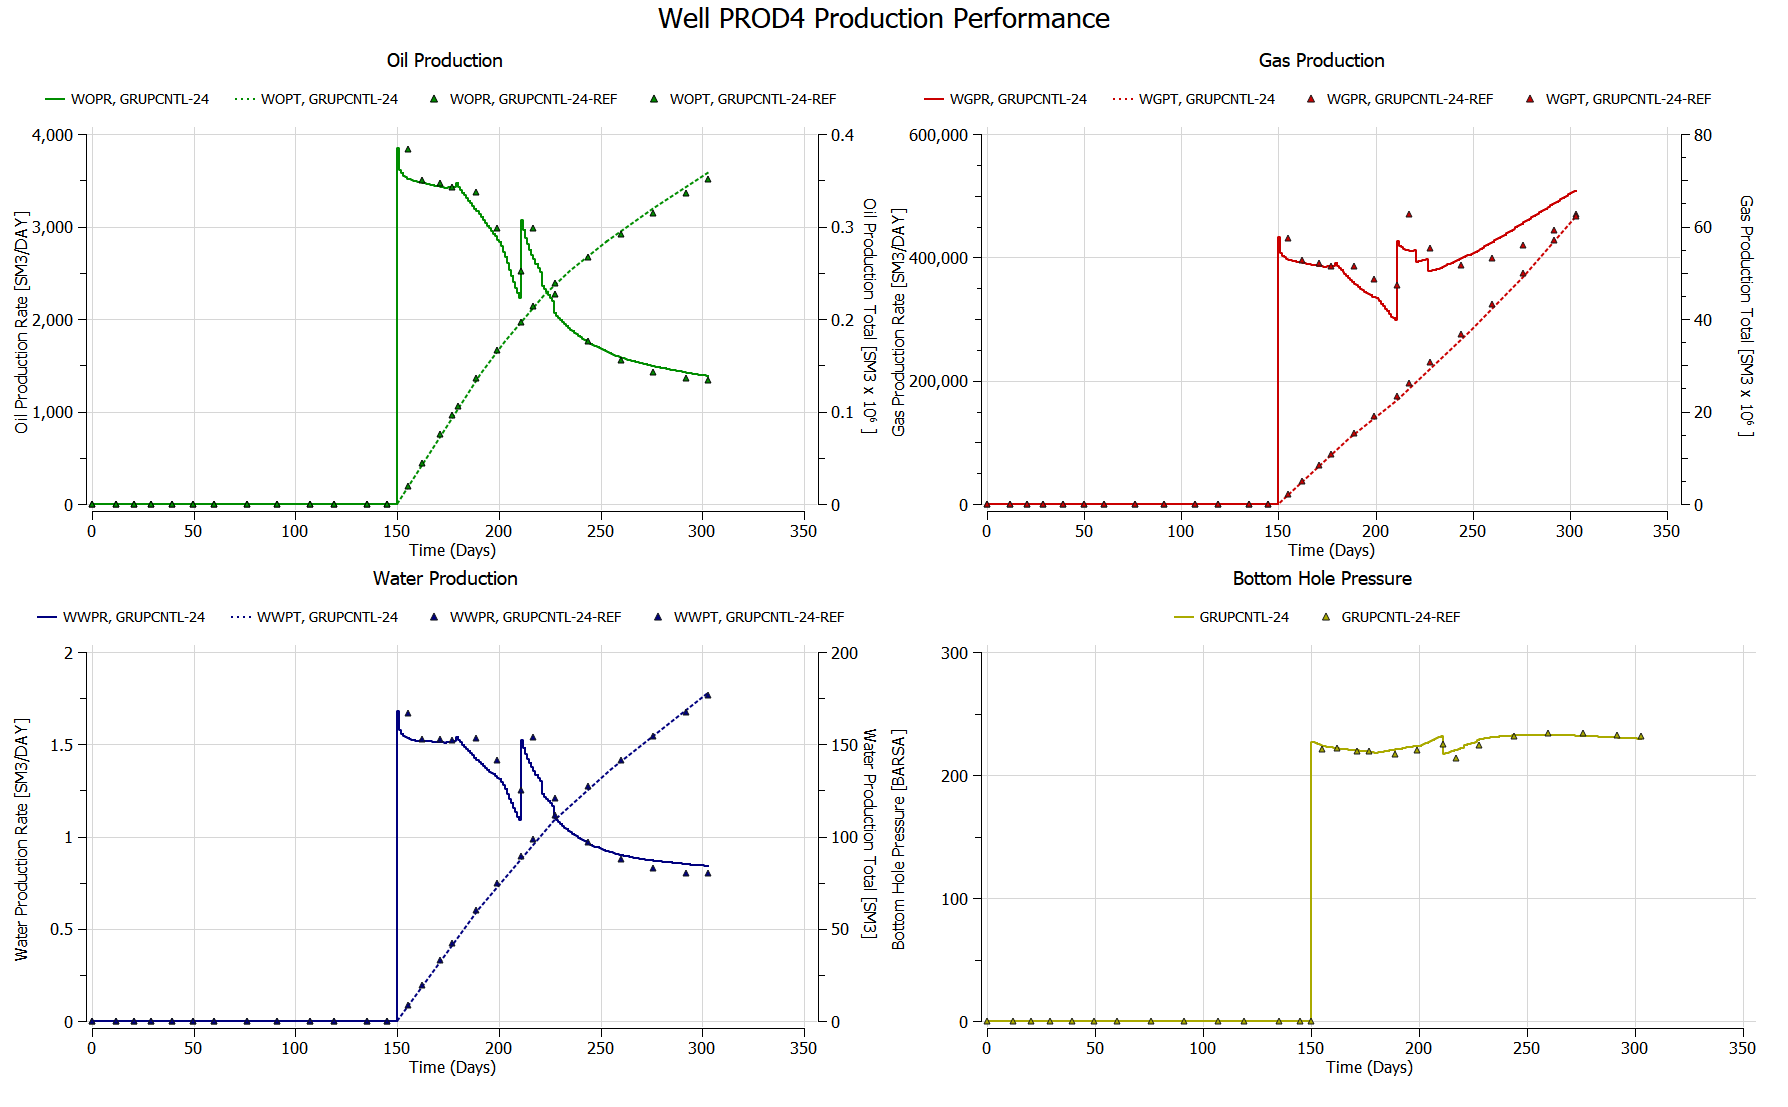 Well PROD4 Production Performance
Oil Production
WOPR, GRUPCNTL-24 WOPT, GRUPCNTL-24 WOPR, GRUPCNTL-24-REF WOPT, GRUPCNTL-24-REF
4,000
3,000
2,000
1,000
0
Oil Production Rate [SM3/DAY]
0.4
0.3
0.2
0.1
0
Oil Production Total [SM3 x 10⁶ ]
0 50 100 150 200 250 300 350
Time (Days)
Gas Production
WGPR, GRUPCNTL-24 WGPT, GRUPCNTL-24 WGPR, GRUPCNTL-24-REF WGPT, GRUPCNTL-24-REF
600,000
400,000
200,000
0
Gas Production Rate [SM3/DAY]
80
60
40
20
0
Gas Production Total [SM3 x 10⁶ ]
0 50 100 150 200 250 300 350
Time (Days)
Water Production
WWPR, GRUPCNTL-24 WWPT, GRUPCNTL-24 WWPR, GRUPCNTL-24-REF WWPT, GRUPCNTL-24-REF
2
1.5
1
0.5
0
Water Production Rate [SM3/DAY]
200
150
100
50
0
Water Production Total [SM3]
0 50 100 150 200 250 300 350
Time (Days)
Bottom Hole Pressure
GRUPCNTL-24 GRUPCNTL-24-REF
300
200
100
0
Bottom Hole Pressure [BARSA]
0 50 100 150 200 250 300 350
Time (Days)